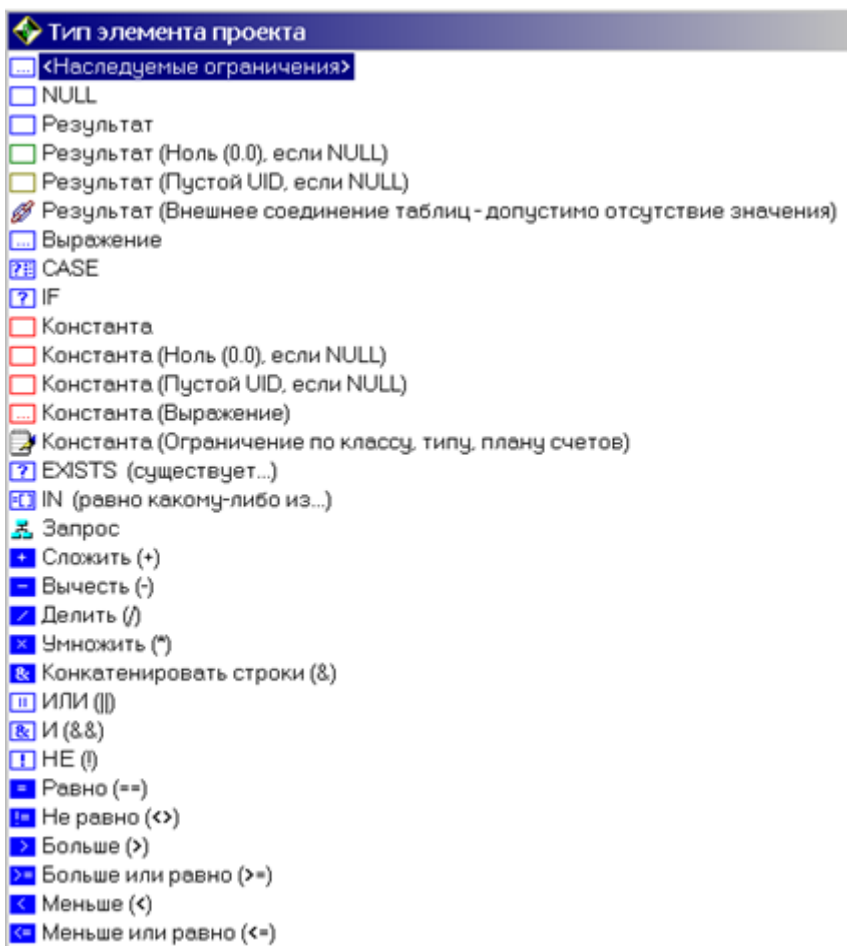 Тип элемента проекта
<Наследуемые ограничения>
NULL
Результат
Результат (Ноль (0.0), если NULL)
Результат (Пустой UID, если NULL)
Результат (Внешнее соединение таблиц - допустимо отсутствие значения)
Выражение
CASE
IF
Константа
Константа (Ноль (0.0), если NULL)
Константа (Пустой UID, если NULL)
Константа (Выражение)
Константа (Ограничение по классу, типу, плану счетов)
EXISTS (существует...)
IN (равно какому-либо из...)
Запрос
Сложить (+)
Вычесть (-)
Делить (/)
Умножить (*)
Конкатенировать строки (&)
ИЛИ (||)
И (&&)
НЕ (!)
Равно (==)
Не равно (<>)
Больше (>)
Больше или равно (>=)
Меньше (<)
Меньше или равно (<=)